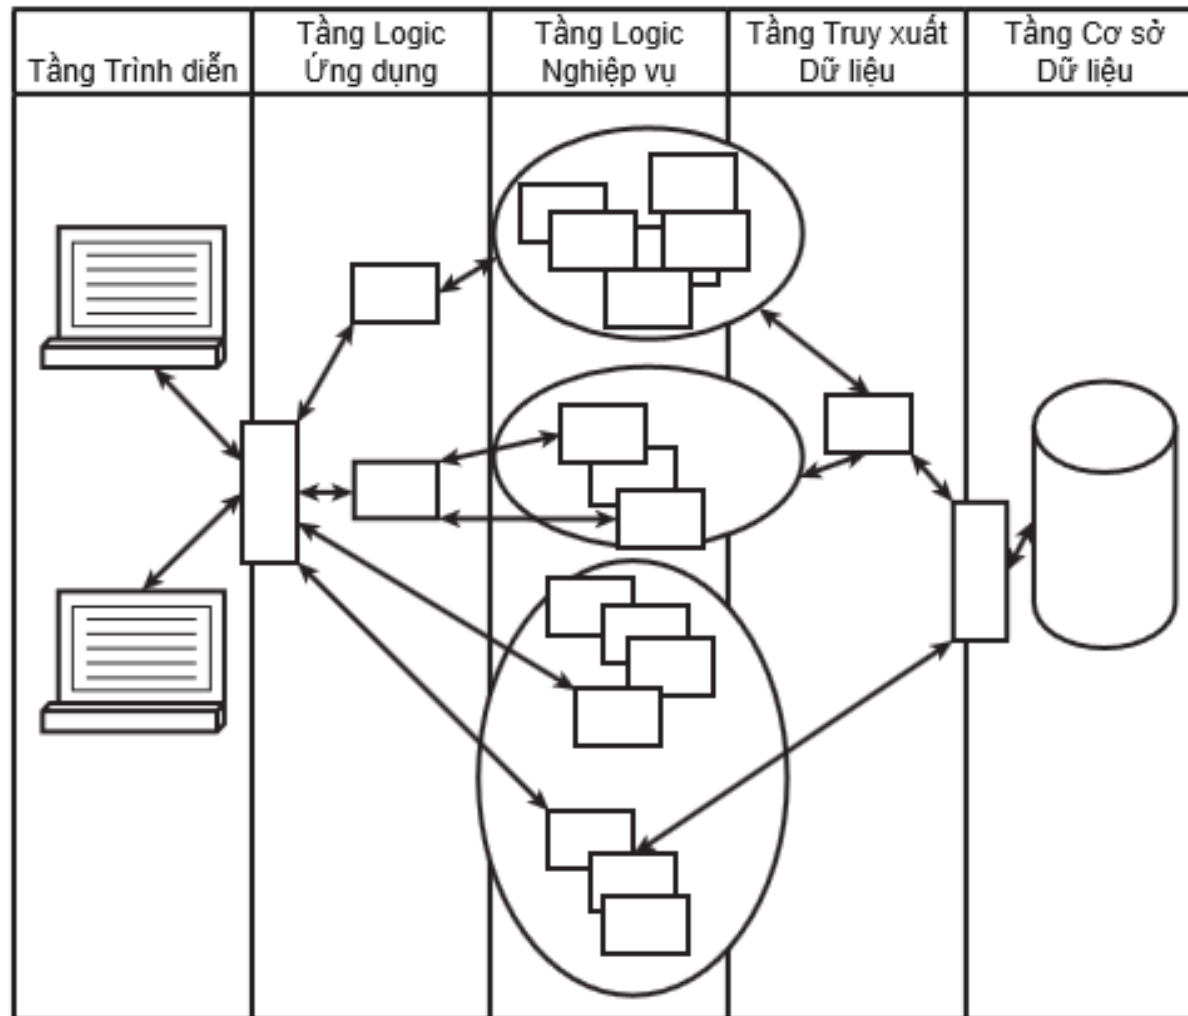 Tầng Trình diễn
Tầng Logic
Ứng dụng
Tầng Logic
Nghiệp vụ
Tầng Truy xuất
Dữ liệu
Tầng Cơ sở
Dữ liệu